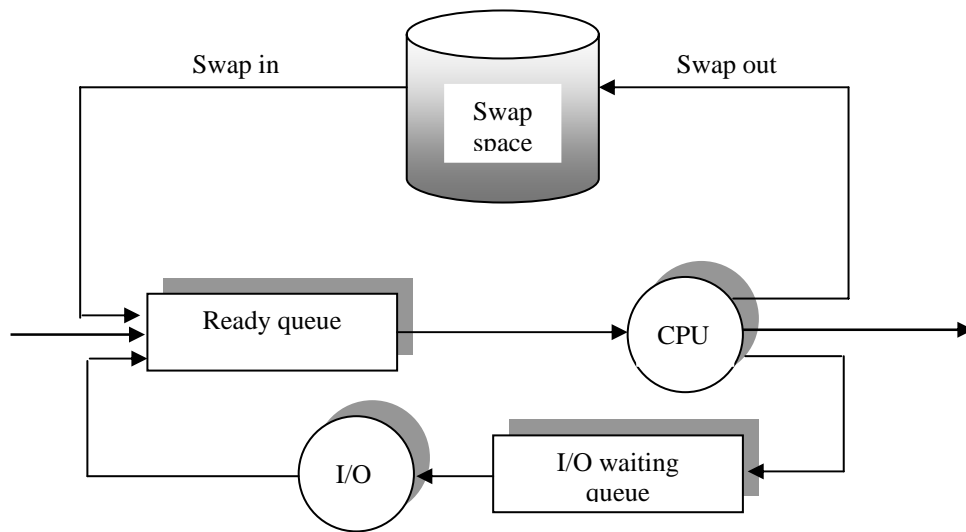 Swap in
Swap out
Swap
space
Ready queue
CPU
I/O
I/O waiting
queue